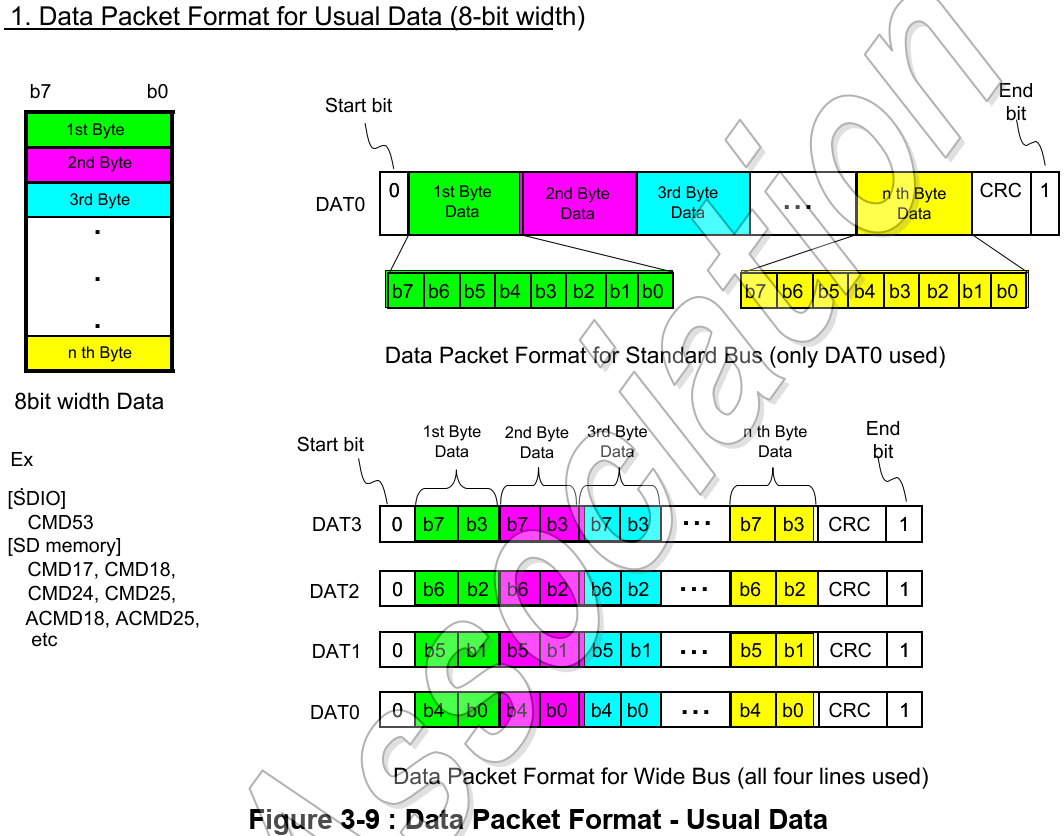 1. Data Packet Format for Usual Data (8-bit width)
b7 b0
1st Byte
2nd Byte
3rd Byte
.
.
.
n th Byte
8bit width Data
Ex
[SDIO]
CMD53
[SD memory]
CMD17, CMD18,
CMD24, CMD25,
ACMD18, ACMD25,
etc
Start bit
End
bit
DAT0 0 1st Byte Data 2nd Byte Data 3rd Byte Data ... n th Byte Data CRC 1
b7 b6 b5 b4 b3 b2 b1 b0 b7 b6 b5 b4 b3 b2 b1 b0
Data Packet Format for Standard Bus (only DAT0 used)
Start bit
1st Byte Data 2nd Byte Data 3rd Byte Data n th Byte Data
End
bit
DAT3 0 b7 b3 b7 b3 b7 b3 ... b7 b3 CRC 1
DAT2 0 b6 b2 b6 b2 b6 b2 ... b6 b2 CRC 1
DAT1 0 b5 b1 b5 b1 b5 b1 ... b5 b1 CRC 1
DAT0 0 b4 b0 b4 b0 b4 b0 ... b4 b0 CRC 1
Data Packet Format for Wide Bus (all four lines used)
Figure 3-9 : Data Packet Format - Usual Data
Association